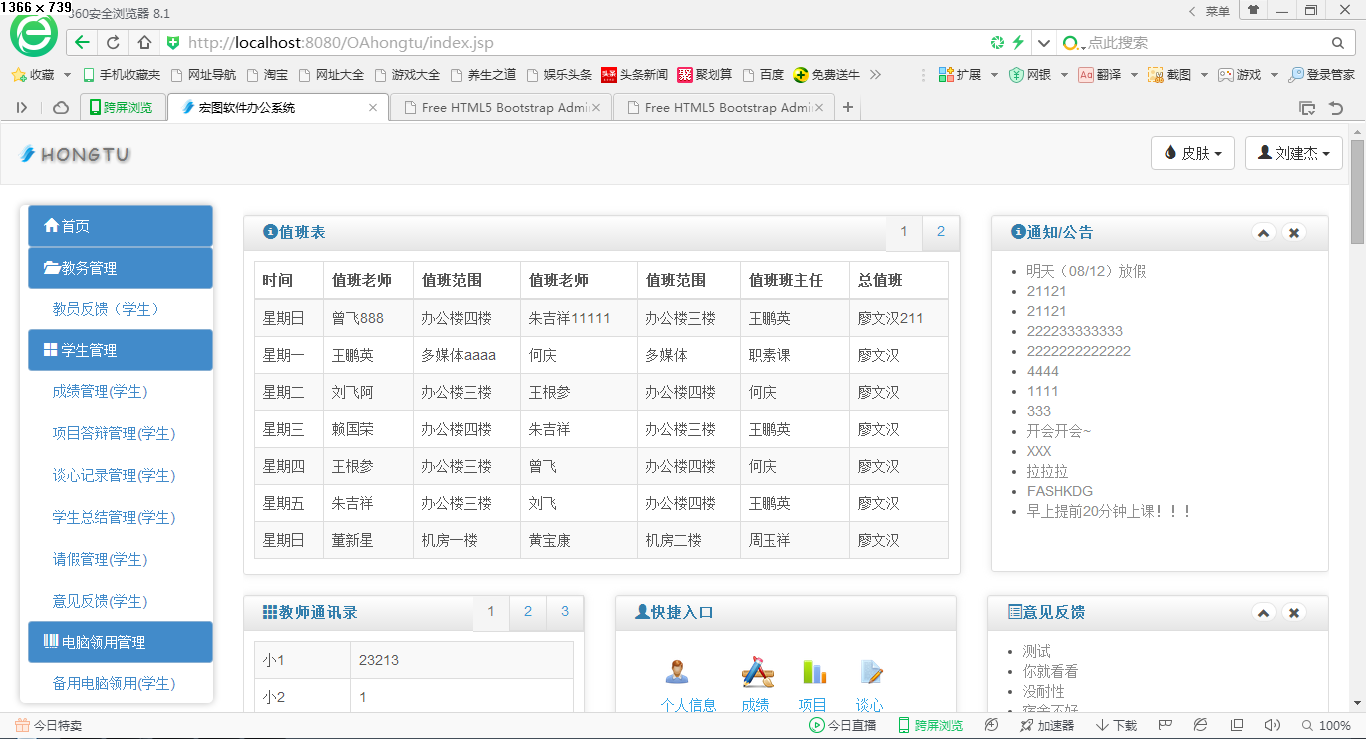 1366 × 739
360安全浏览器 8.1
菜单
http://localhost:8080/OAhongtu/index.jsp
点此搜索
收藏 手机收藏夹 网址导航 淘宝 网址大全 游戏大全 养生之道 娱乐头条 头条新闻 聚划算 百度 免费送牛 扩展 网银 翻译 截图 游戏 登录管家
跨屏浏览 宏图软件办公系统 Free HTML5 Bootstrap Admi Free HTML5 Bootstrap Admi
HONGTU
皮肤 刘建杰
首页
教务管理
教员反馈（学生）
学生管理
成绩管理(学生)
项目答辩管理(学生)
谈心记录管理(学生)
学生总结管理(学生)
请假管理(学生)
意见反馈(学生)
电脑领用管理
备用电脑领用(学生)
值班表 1 2
时间 值班老师 值班范围 值班老师 值班范围 值班班主任 总值班
星期日 曾飞888 办公楼四楼 朱吉祥11111 办公楼三楼 王鹏英 廖文汉211
星期一 王鹏英 多媒体aaaa 何庆 多媒体 职素课 廖文汉
星期二 刘飞阿 办公楼三楼 王根参 办公楼四楼 何庆 廖文汉
星期三 赖国荣 办公楼四楼 朱吉祥 办公楼三楼 王鹏英 廖文汉
星期四 王根参 办公楼三楼 曾飞 办公楼四楼 何庆 廖文汉
星期五 朱吉祥 办公楼三楼 刘飞 办公楼四楼 王鹏英 廖文汉
星期日 董新星 机房一楼 黄宝康 机房二楼 周玉祥 廖文汉
通知/公告
明天（08/12）放假
21121
21121
222233333333
2222222222222
4444
1111
333
开会开会~
XXX
拉拉拉
FASHKDG
早上提前20分钟上课！！！
教师通讯录 1 2 3
小1 23213
小2 1
快捷入口
个人信息 成绩 项目 谈心
意见反馈
测试
你就看看
没耐性
宿舍不好
今日特卖 今日直播 跨屏浏览 加速器 下载 100%